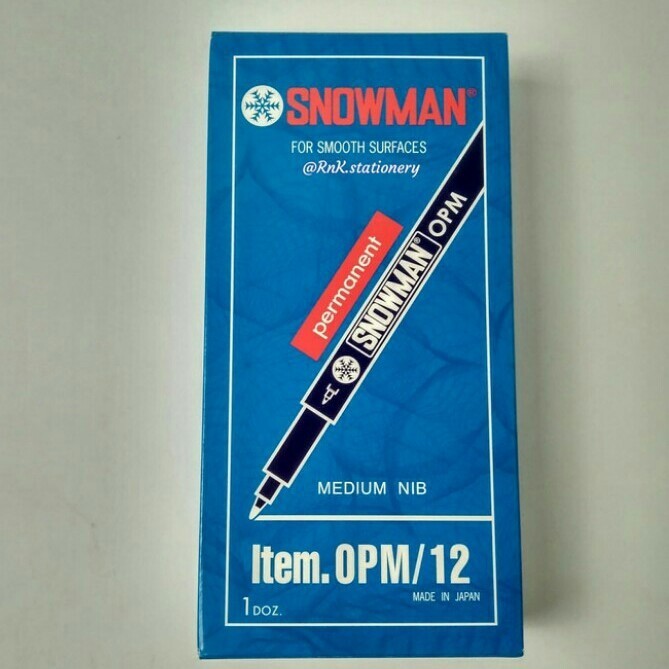 SNOWMAN®
FOR SMOOTH SURFACES
@RnK.stationery
permanent
SNOWMAN® OPM
MEDIUM NIB
Item. OPM/12
MADE IN JAPAN
1 DOZ.